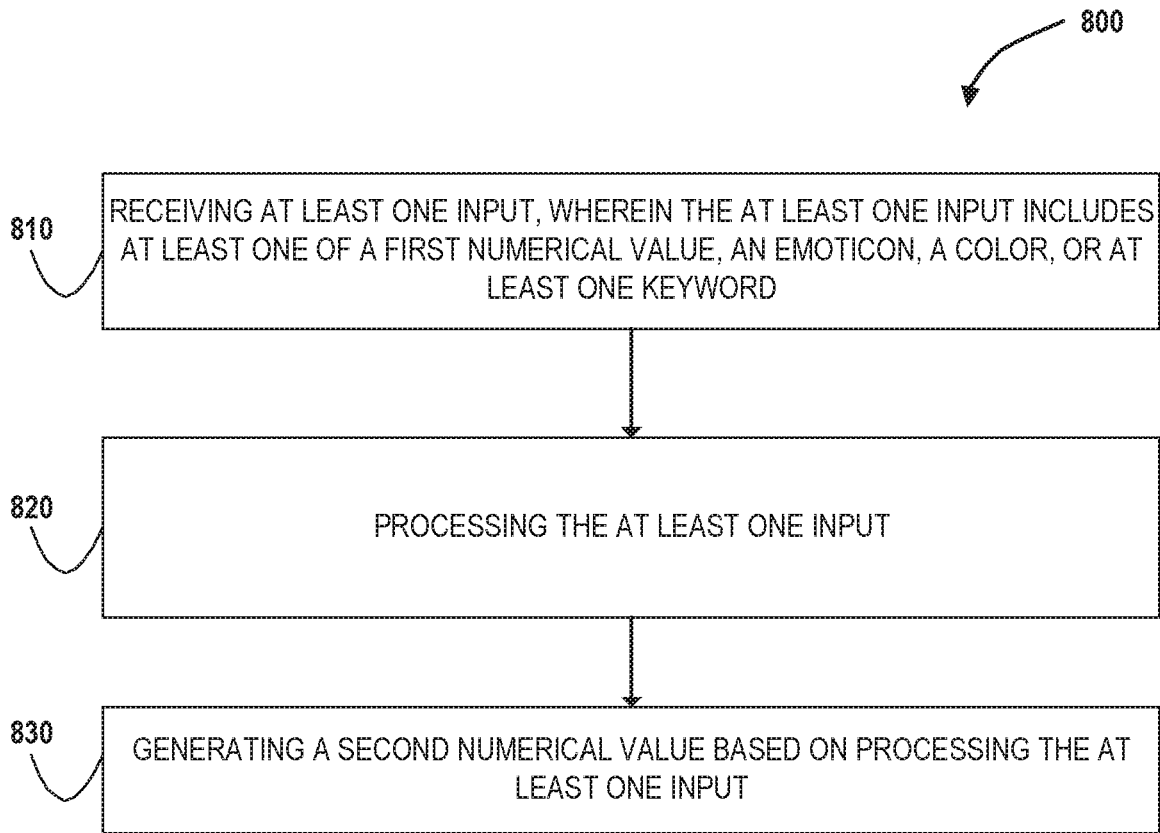 800
810
RECEIVING AT LEAST ONE INPUT, WHEREIN THE AT LEAST ONE INPUT INCLUDES
AT LEAST ONE OF A FIRST NUMERICAL VALUE, AN EMOTICON, A COLOR, OR AT
LEAST ONE KEYWORD
820
PROCESSING THE AT LEAST ONE INPUT
830
GENERATING A SECOND NUMERICAL VALUE BASED ON PROCESSING THE AT
LEAST ONE INPUT